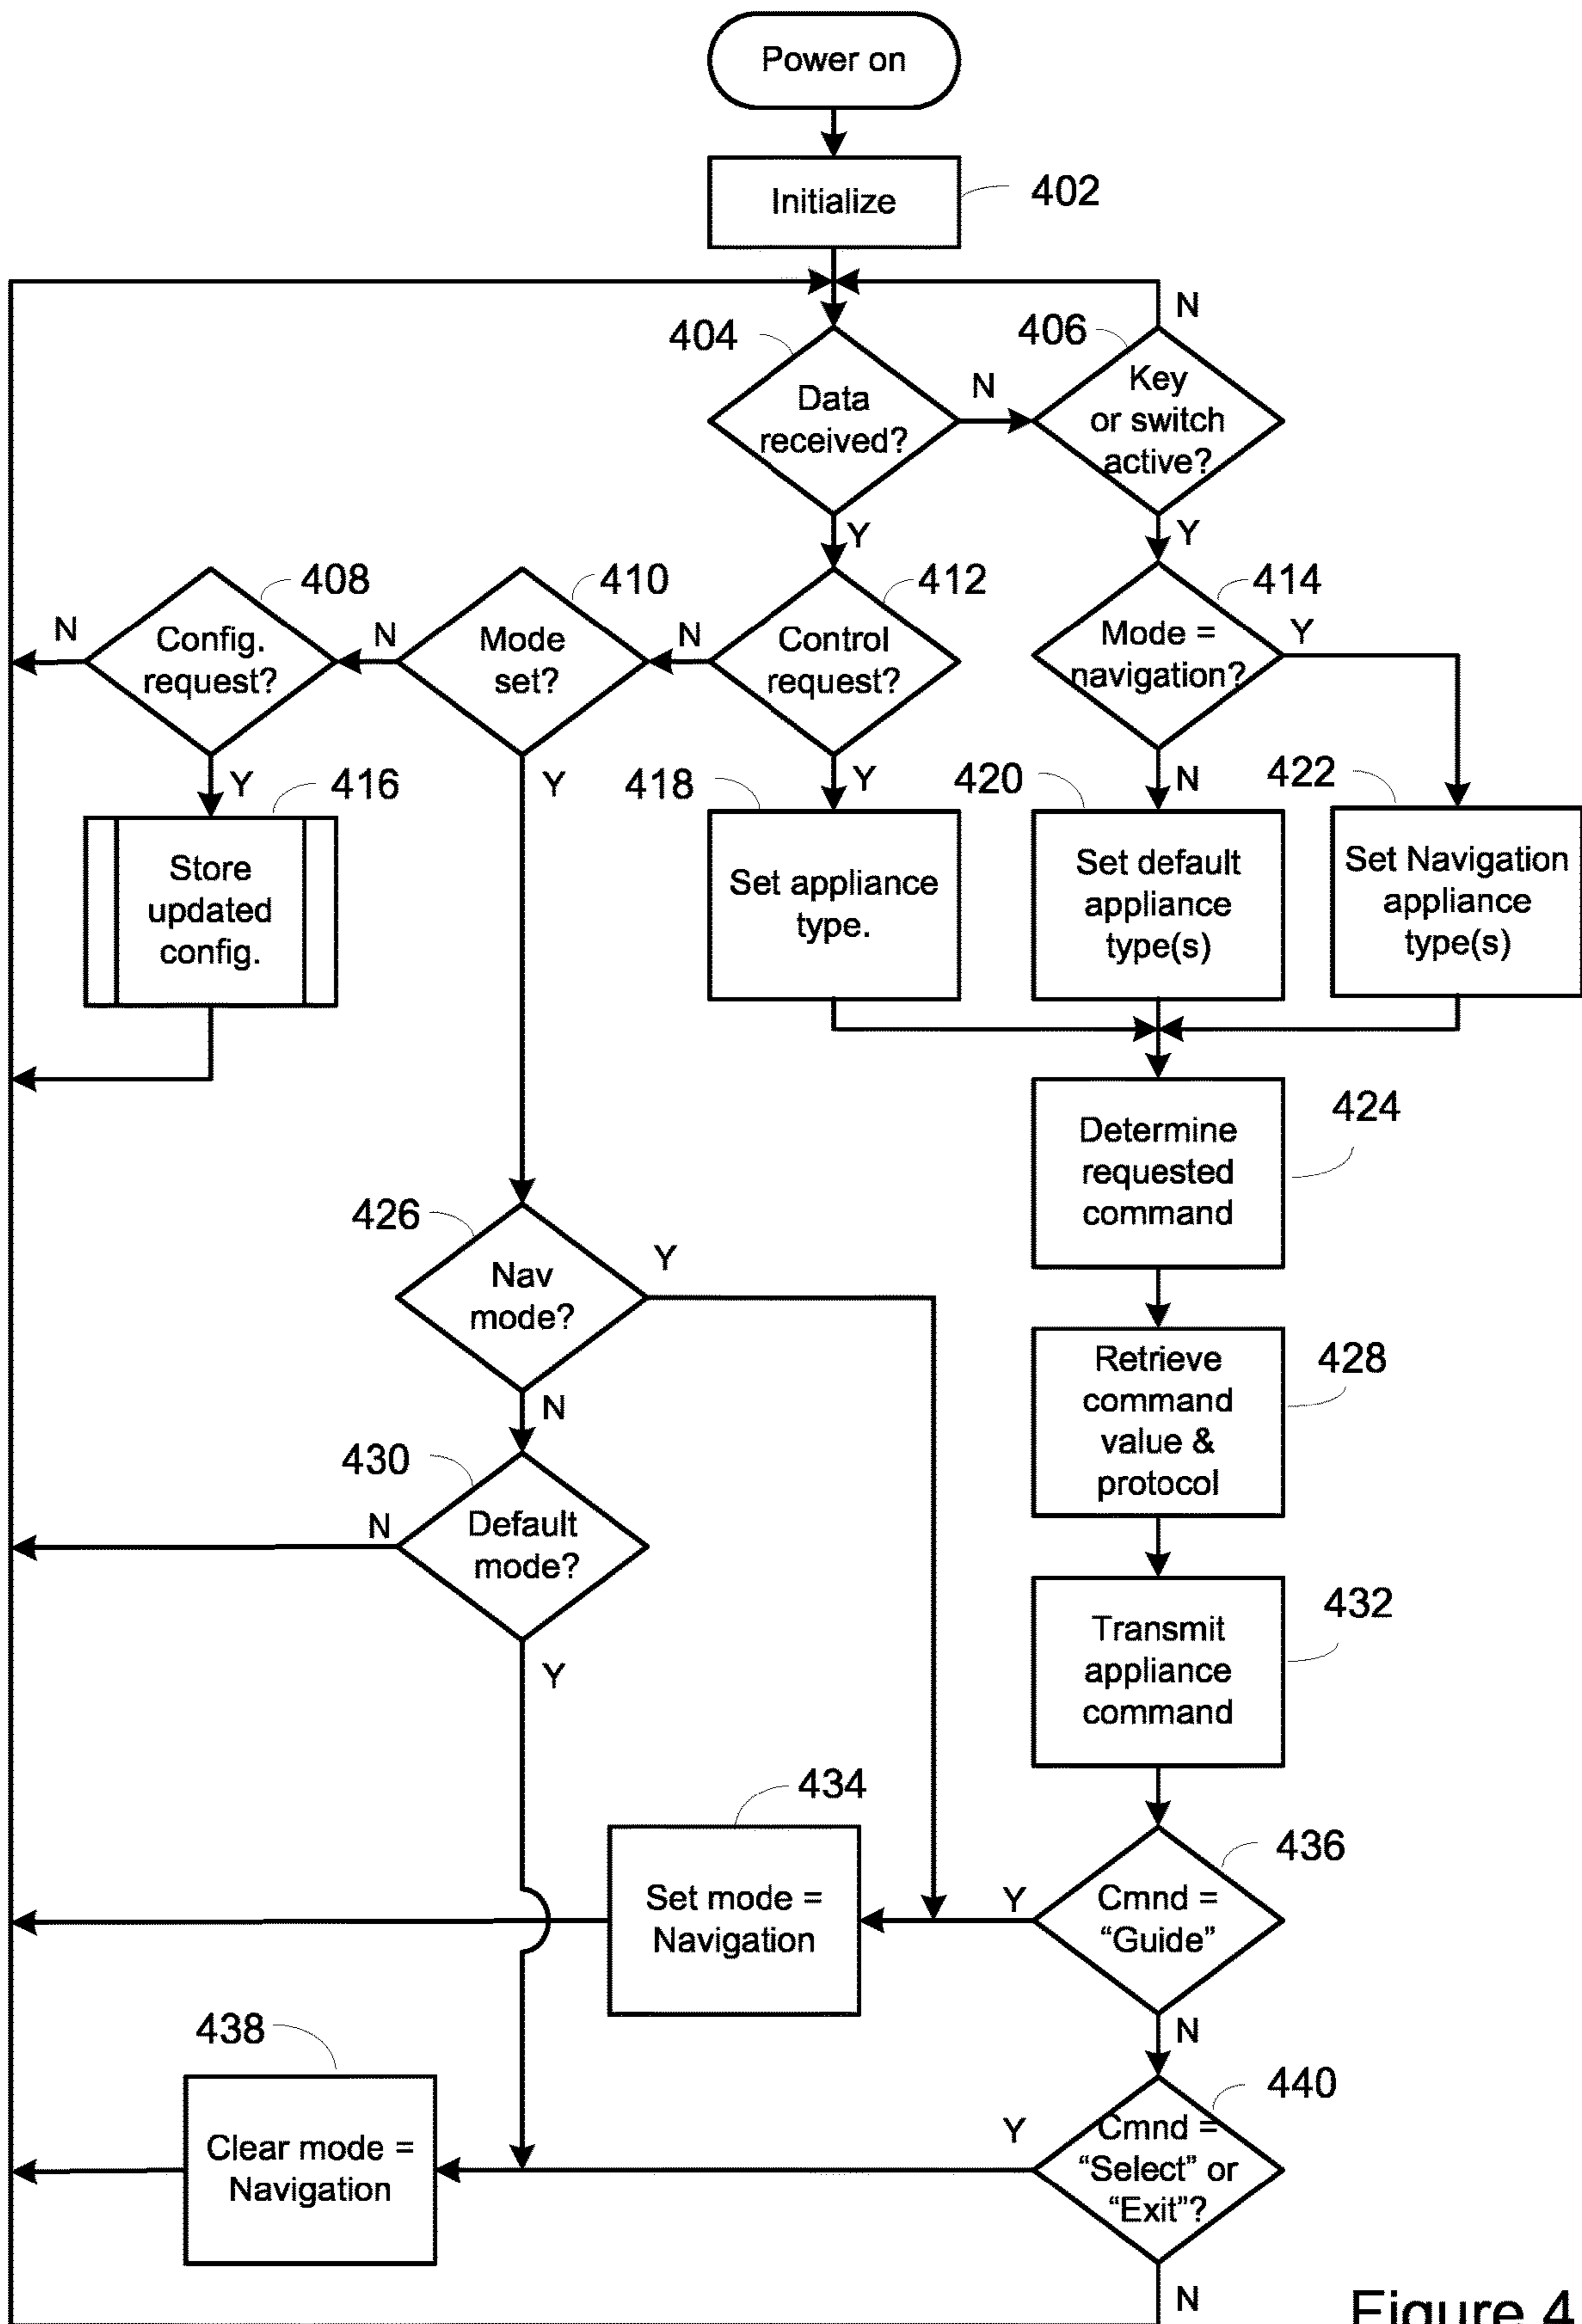 Power on
Initialize
402
N
404
406
Data
received?
N
Key
or switch
active?
Y
Y
408
410
412
414
N
Config.
request?
N
Mode
set?
N
Control
request?
Mode =
navigation?
Y
Y
416
Y
418
Y
420
N
422
Store
updated
config.
Set appliance
type.
Set default
appliance
type(s)
Set Navigation
appliance
type(s)
Determine
requested
command
424
426
Nav
mode?
Y
N
Retrieve
command
value &
protocol
428
430
N
Default
mode?
Y
Transmit
appliance
command
432
434
Set mode =
Navigation
Y
Cmnd =
“Guide”
436
N
438
Clear mode =
Navigation
Y
Cmnd =
“Select” or
“Exit”?
440
N
Figure 4